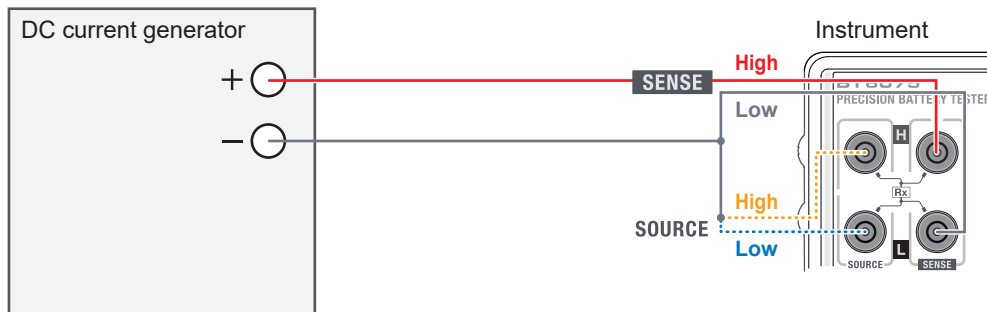 DC current generator
Instrument
+
SENSE
High
Low
PRECISION BATTERY TESTER
–
H
Rx
High
SOURCE
Low
L
SOURCE
SENSE